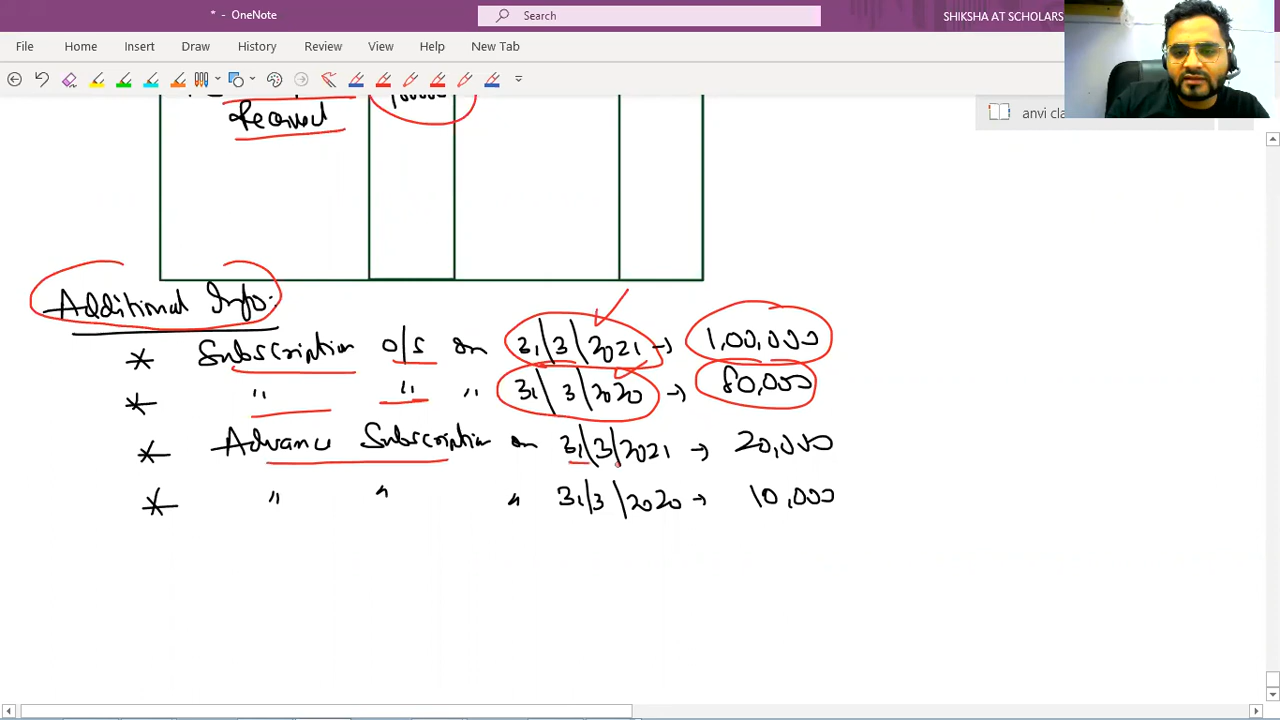 * - OneNote
Search
SHIKSHA AT SCHOLARS
File Home Insert Draw History Review View Help New Tab
anvi cla
Received
Additional Info.
* Subscription o/s on 31/3/2021 → 1,00,000
* " " " 31/3/2020 → 80,000
* Advance Subscription on 31/3/2021 → 20,000
* " " " 31/3/2020 → 10,000